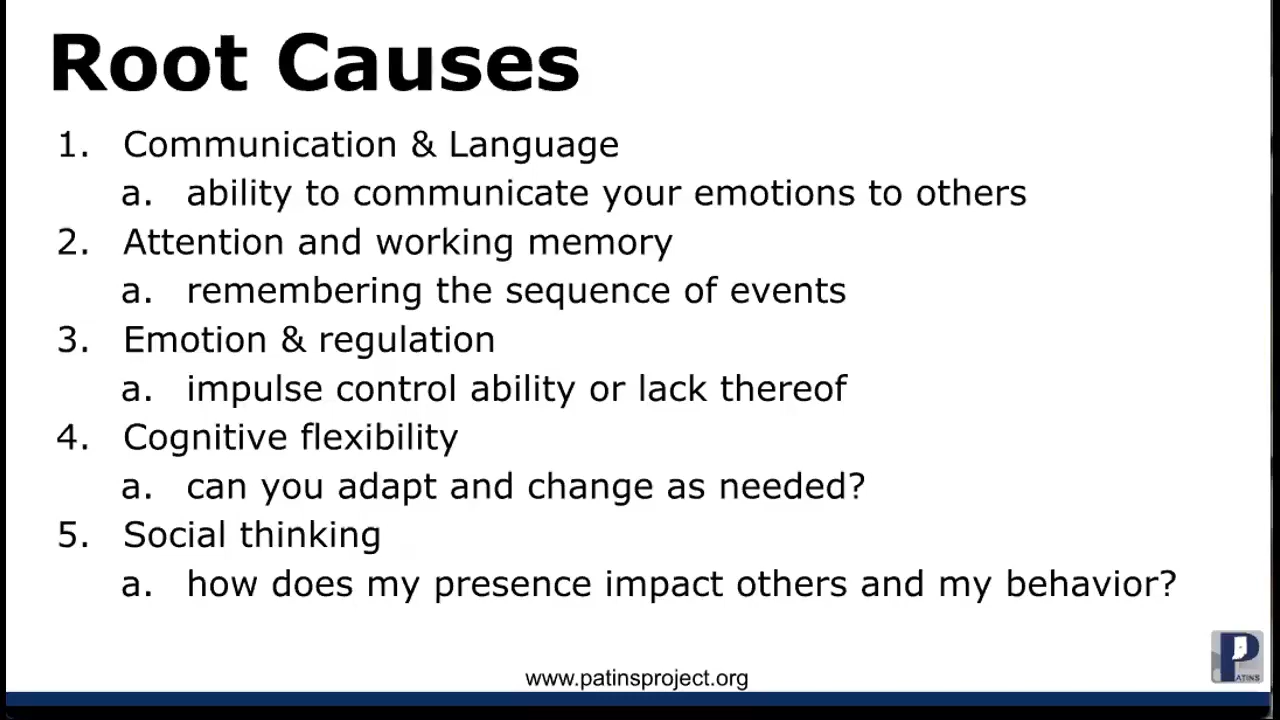 Root Causes
1. Communication & Language
a. ability to communicate your emotions to others
2. Attention and working memory
a. remembering the sequence of events
3. Emotion & regulation
a. impulse control ability or lack thereof
4. Cognitive flexibility
a. can you adapt and change as needed?
5. Social thinking
a. how does my presence impact others and my behavior?
www.patinsproject.org
PATINS